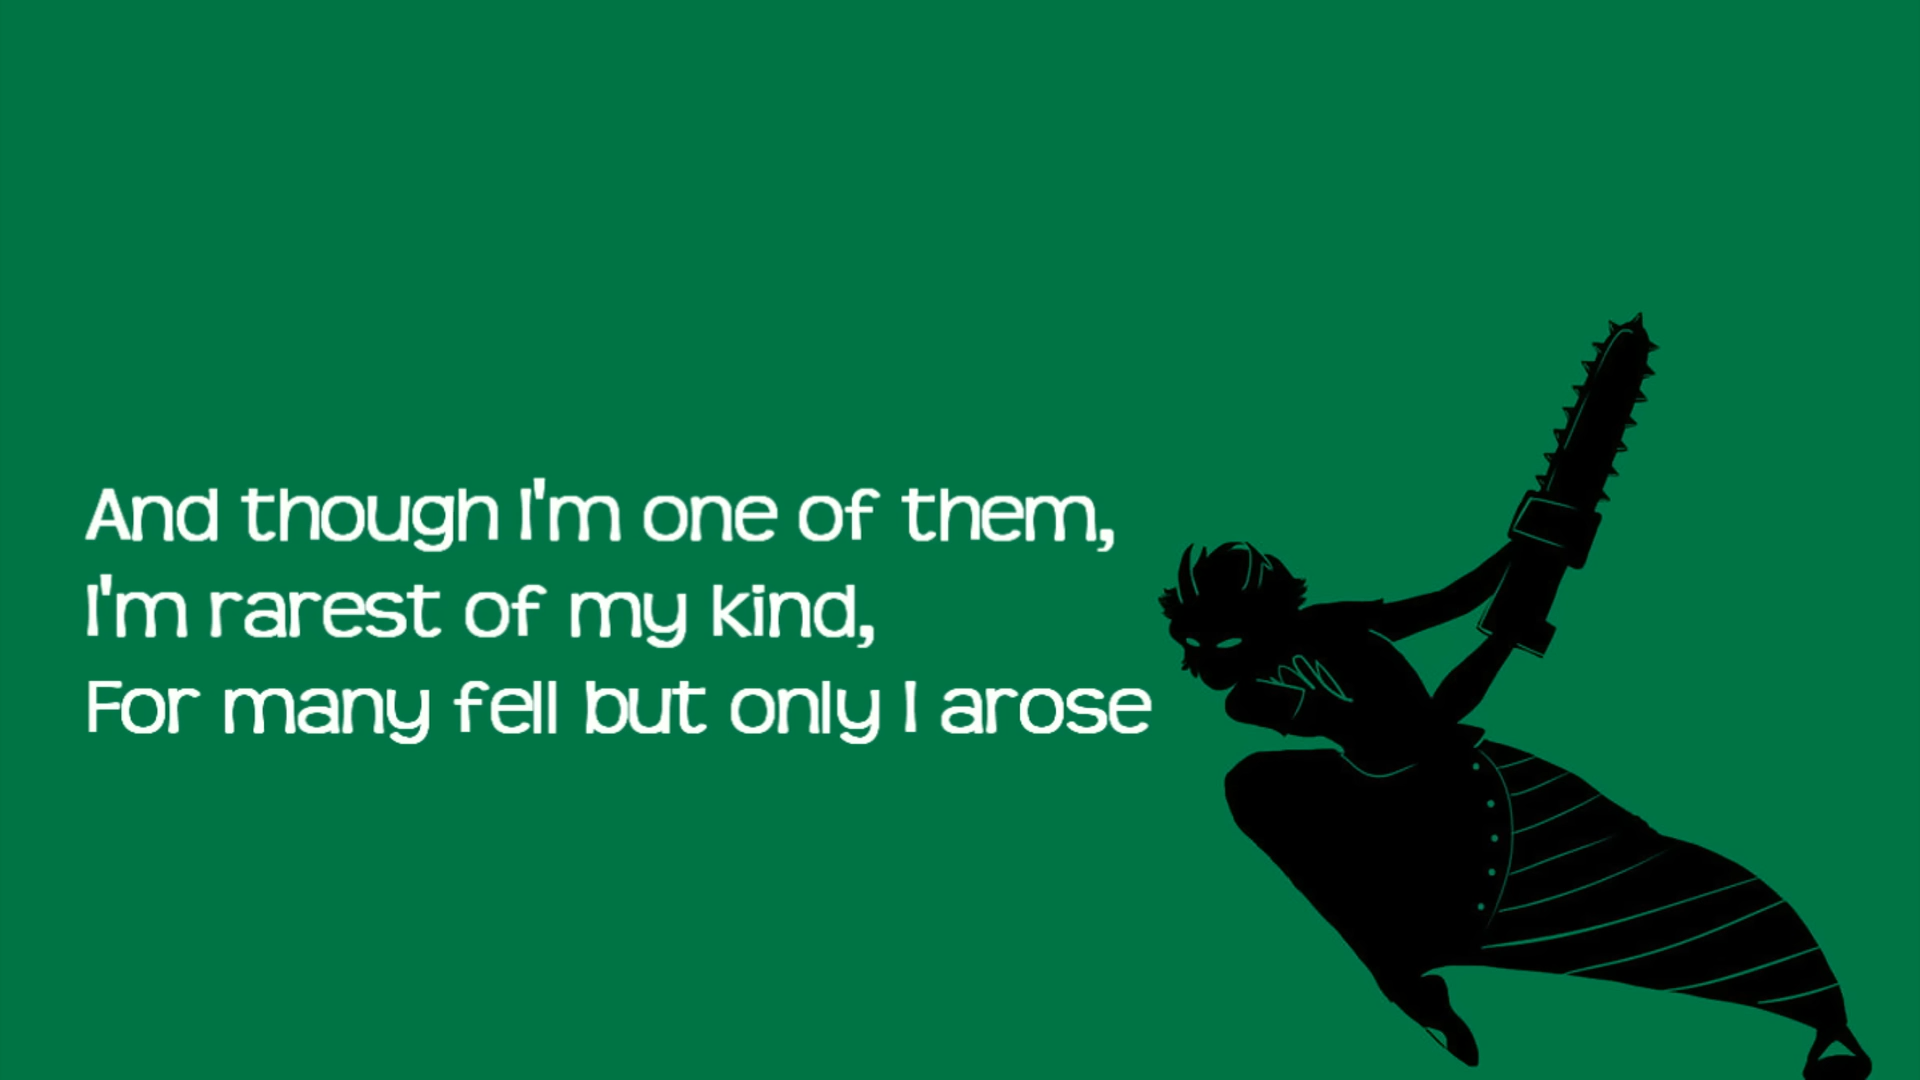 And though I'm one of them,
I'm rarest of my kind,
For many fell but only I arose